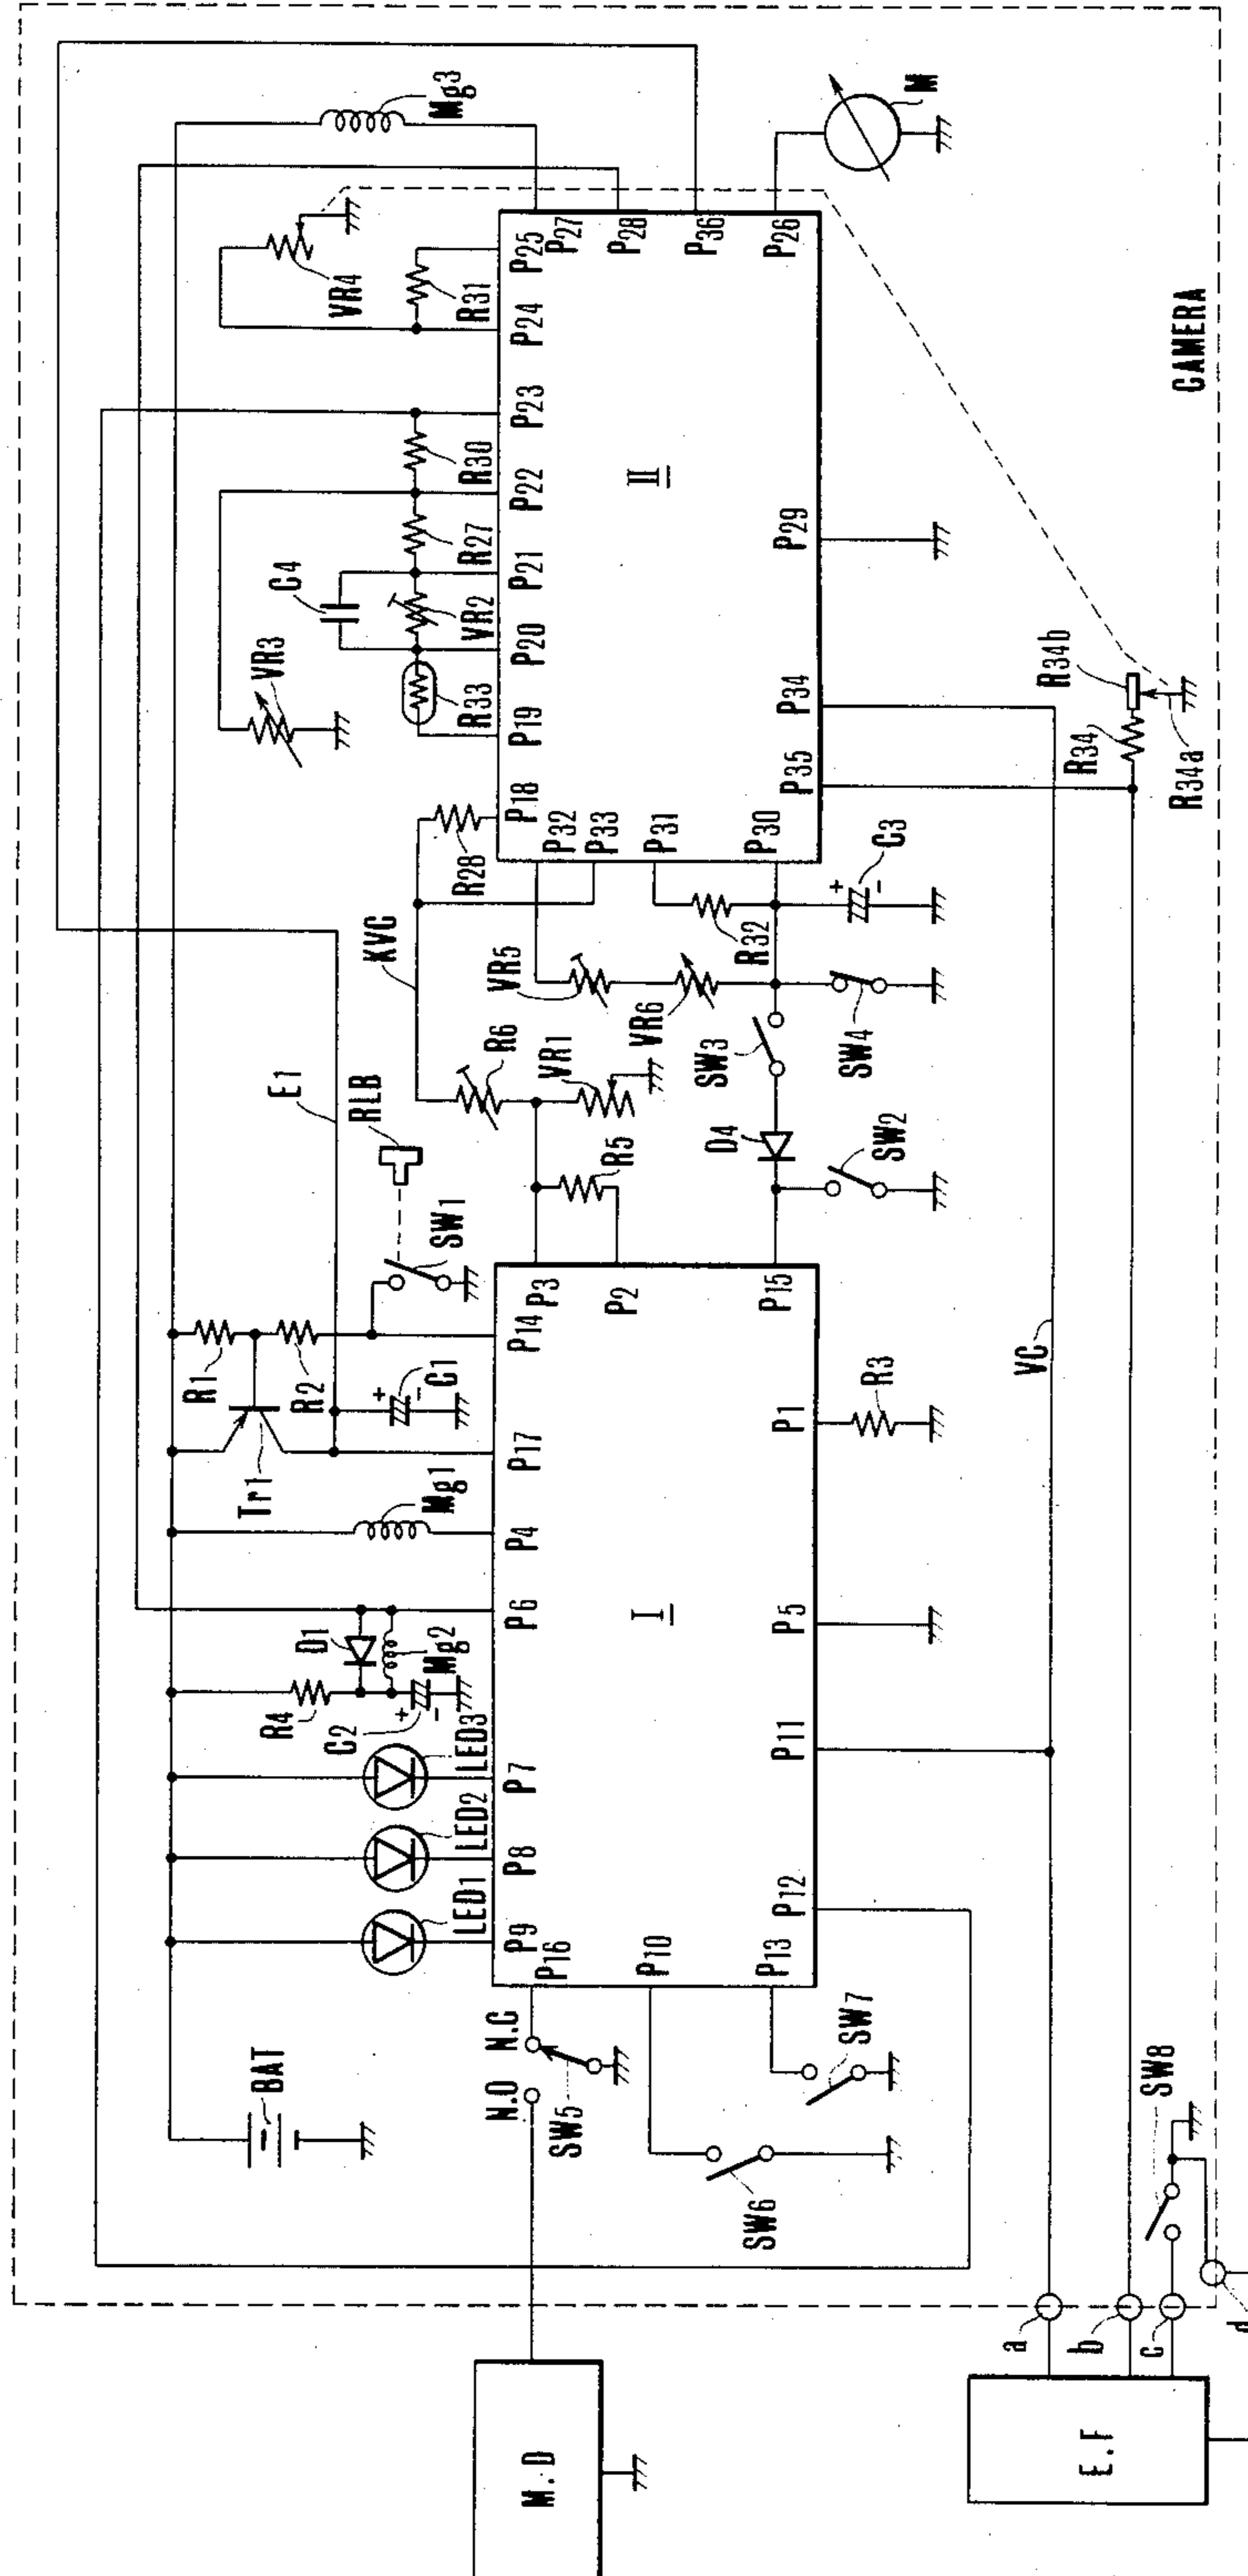 CAMERA
M.D
E.F
a
b
c
d
BAT
LED1
LED2
LED3
R4
D1
C2
Mg2
Mg1
Tr1
R1
R2
C1
E1
RLB
SW1
KVC
R28
VR3
C4
R33
VR2
R27
R30
VR4
R31
Mg3
N.O
N.C
SW5
P16
P9
P8
P7
P6
P4
P17
P14
P3
P2
P15
P1
P5
P11
P12
P13
P10
I
SW6
SW7
SW8
R3
R5
R6
VR1
VR5
VR6
D4
SW2
SW3
SW4
R32
C3
P18
P32
P33
P31
P30
P19
P20
P21
P22
P23
P24
P25
P27
P28
P36
P26
P29
P34
P35
II
M
VC
R34
R34b
R34a